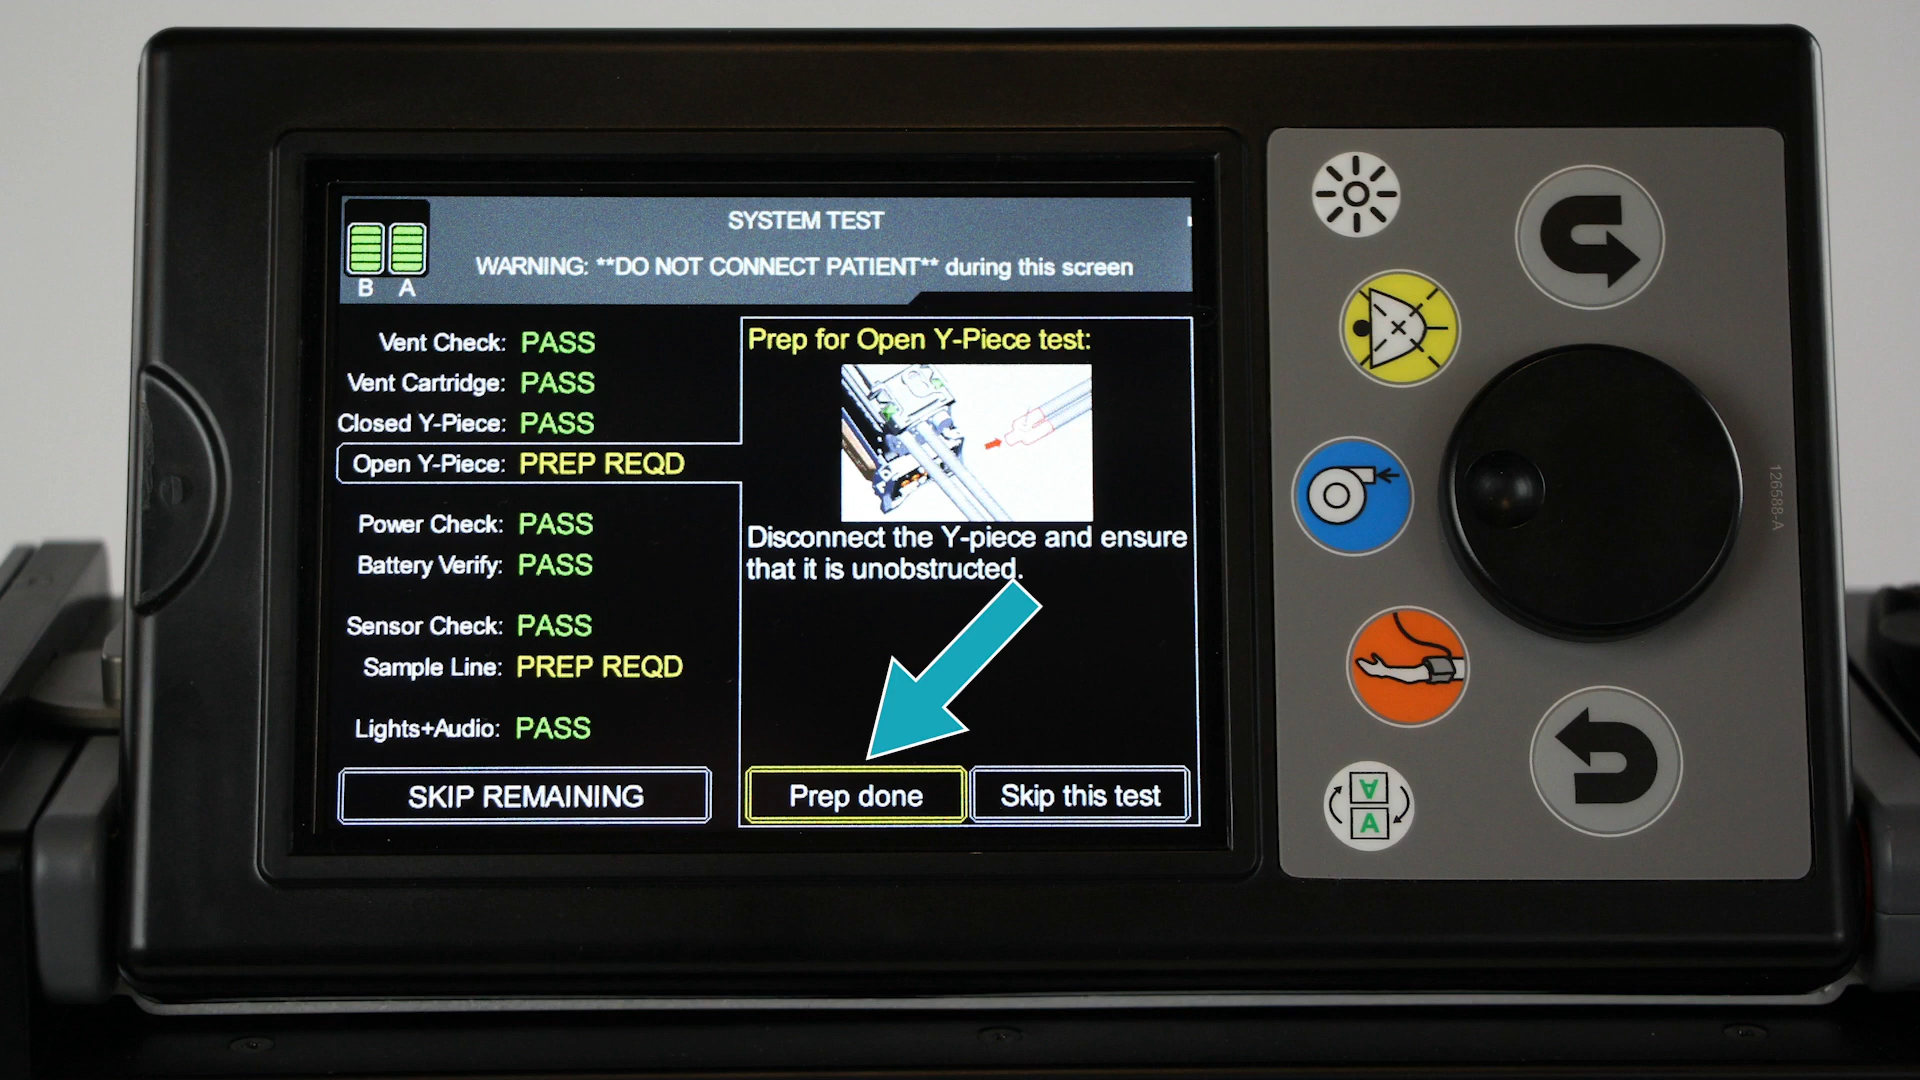 SYSTEM TEST
WARNING: **DO NOT CONNECT PATIENT** during this screen
B A
Vent Check: PASS
Vent Cartridge: PASS
Closed Y-Piece: PASS
Open Y-Piece: PREP REQD
Power Check: PASS
Battery Verify: PASS
Sensor Check: PASS
Sample Line: PREP REQD
Lights+Audio: PASS
SKIP REMAINING
Prep for Open Y-Piece test:
Disconnect the Y-piece and ensure
that it is unobstructed.
Prep done
Skip this test
A
A
126588-A